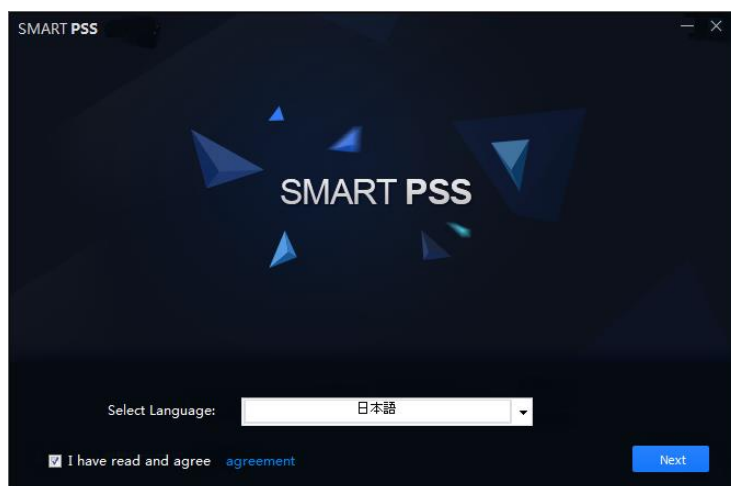 SMART PSS
SMART PSS
Select Language: 日本語
I have read and agree agreement
Next